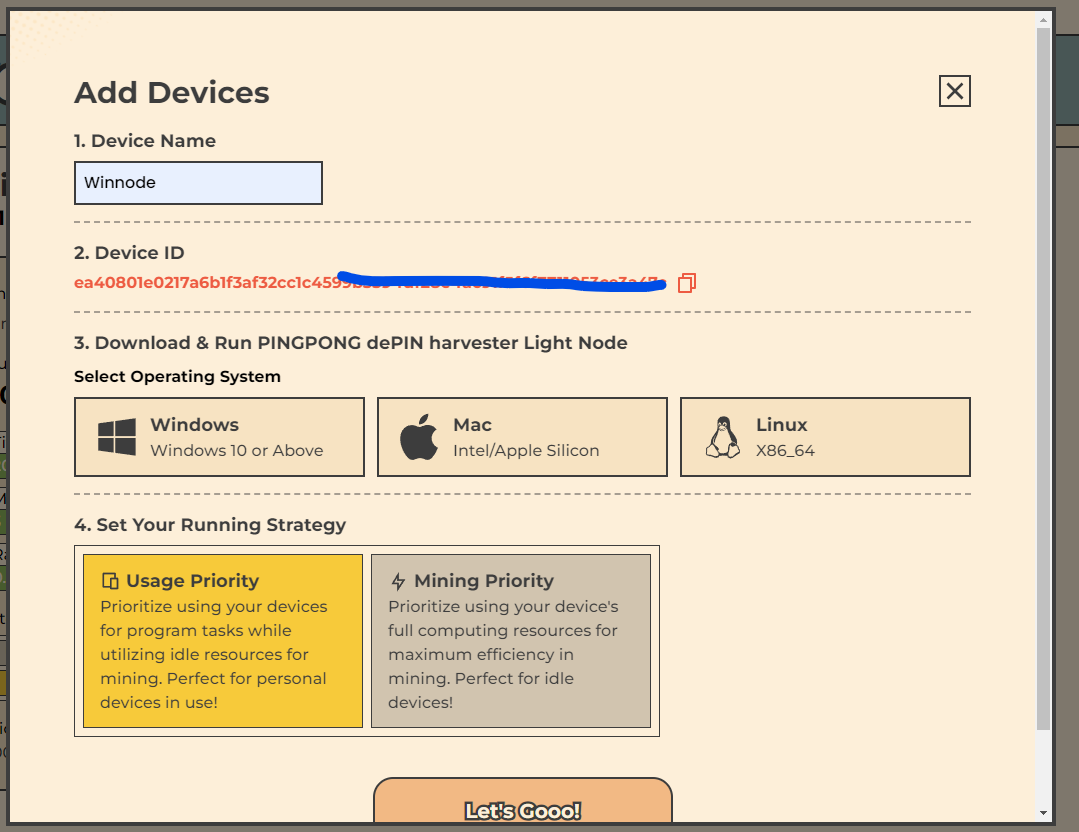 Add Devices
1. Device Name
Winnode
2. Device ID
3. Download & Run PINGPONG dePIN harvester Light Node
Select Operating System
Windows
Windows 10 or Above
Mac
Intel/Apple Silicon
Linux
X86_64
4. Set Your Running Strategy
Usage Priority
Prioritize using your devices
for program tasks while
utilizing idle resources for
mining. Perfect for personal
devices in use!
Mining Priority
Prioritize using your device's
full computing resources for
maximum efficiency in
mining. Perfect for idle
devices!
Let's Gooo!